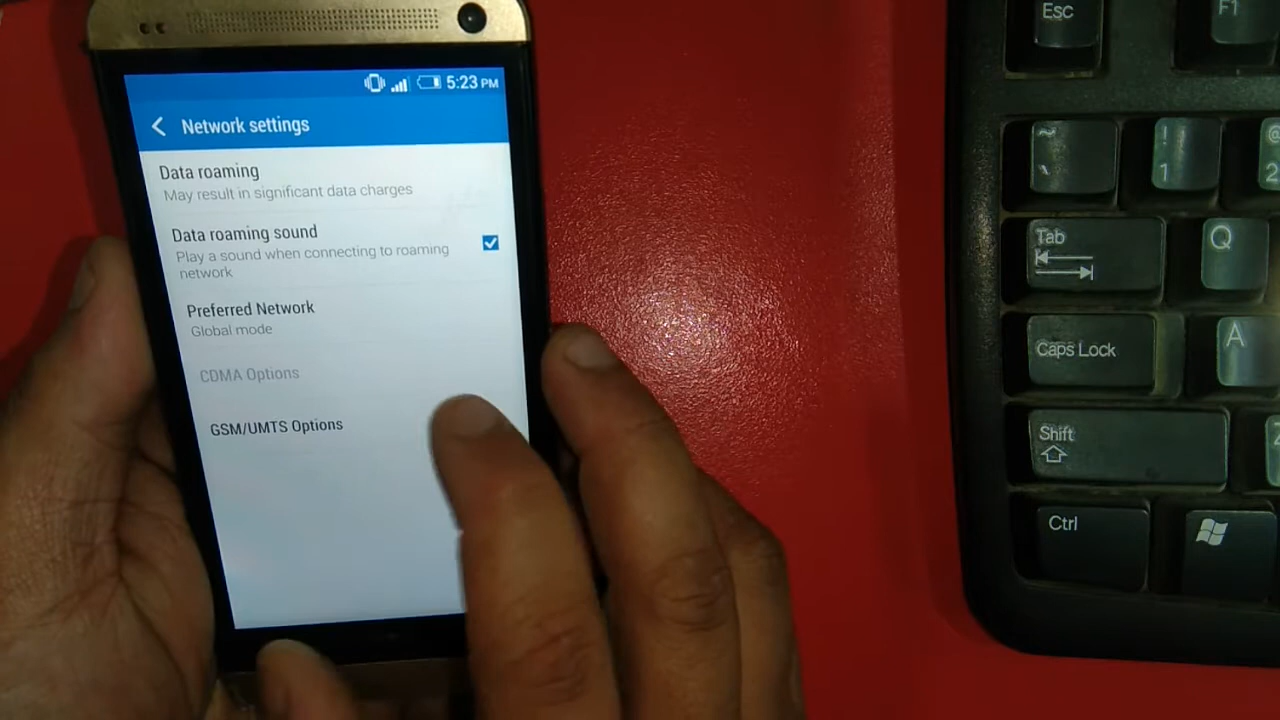 5:23 PM
Network settings
Data roaming
May result in significant data charges
Data roaming sound
Play a sound when connecting to roaming
network
Preferred Network
Global mode
CDMA Options
GSM/UMTS Options
Esc
F1
~
`
!
1
@
2
Tab
Q
Caps Lock
A
Shift
Ctrl